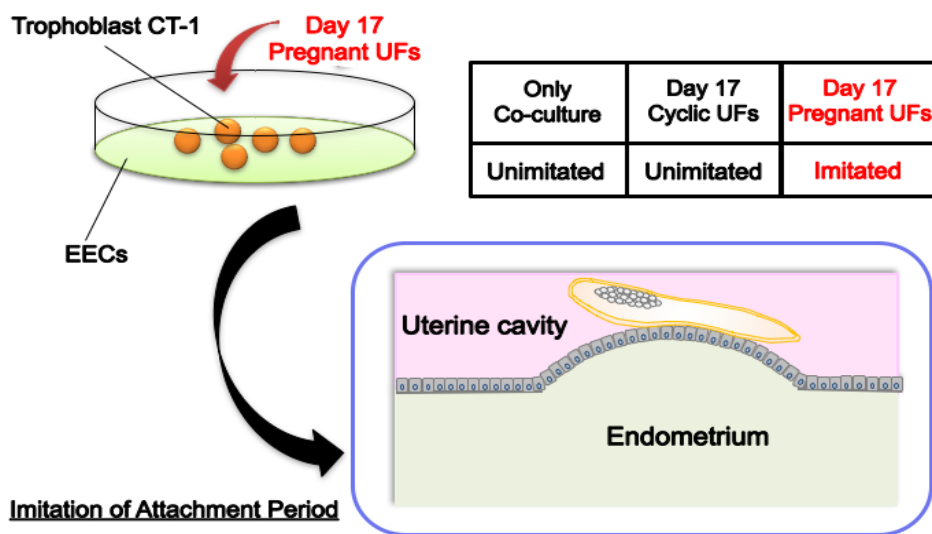 Trophoblast CT-1
Day 17
Pregnant UFs
EECs
Only
Co-culture
Day 17
Cyclic UFs
Day 17
Pregnant UFs
Unimitated
Unimitated
Imitated
Uterine cavity
Endometrium
Imitation of Attachment Period